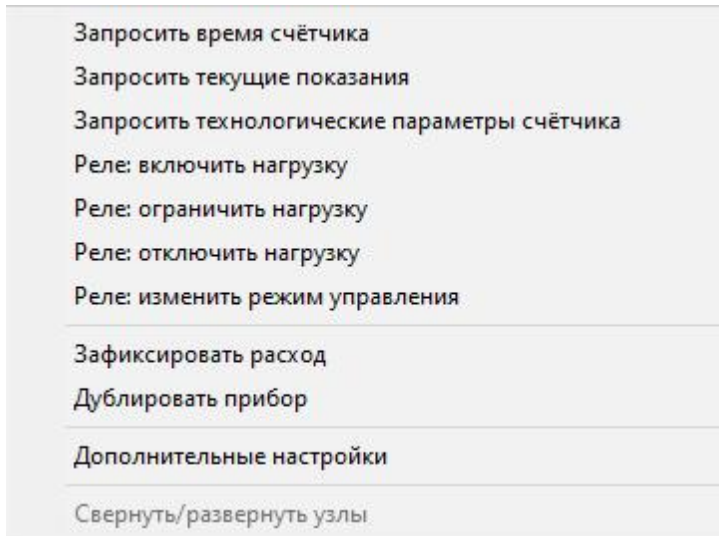 Запросить время счётчика
Запросить текущие показания
Запросить технологические параметры счётчика
Реле: включить нагрузку
Реле: ограничить нагрузку
Реле: отключить нагрузку
Реле: изменить режим управления
Зафиксировать расход
Дублировать прибор
Дополнительные настройки
Свернуть/развернуть узлы